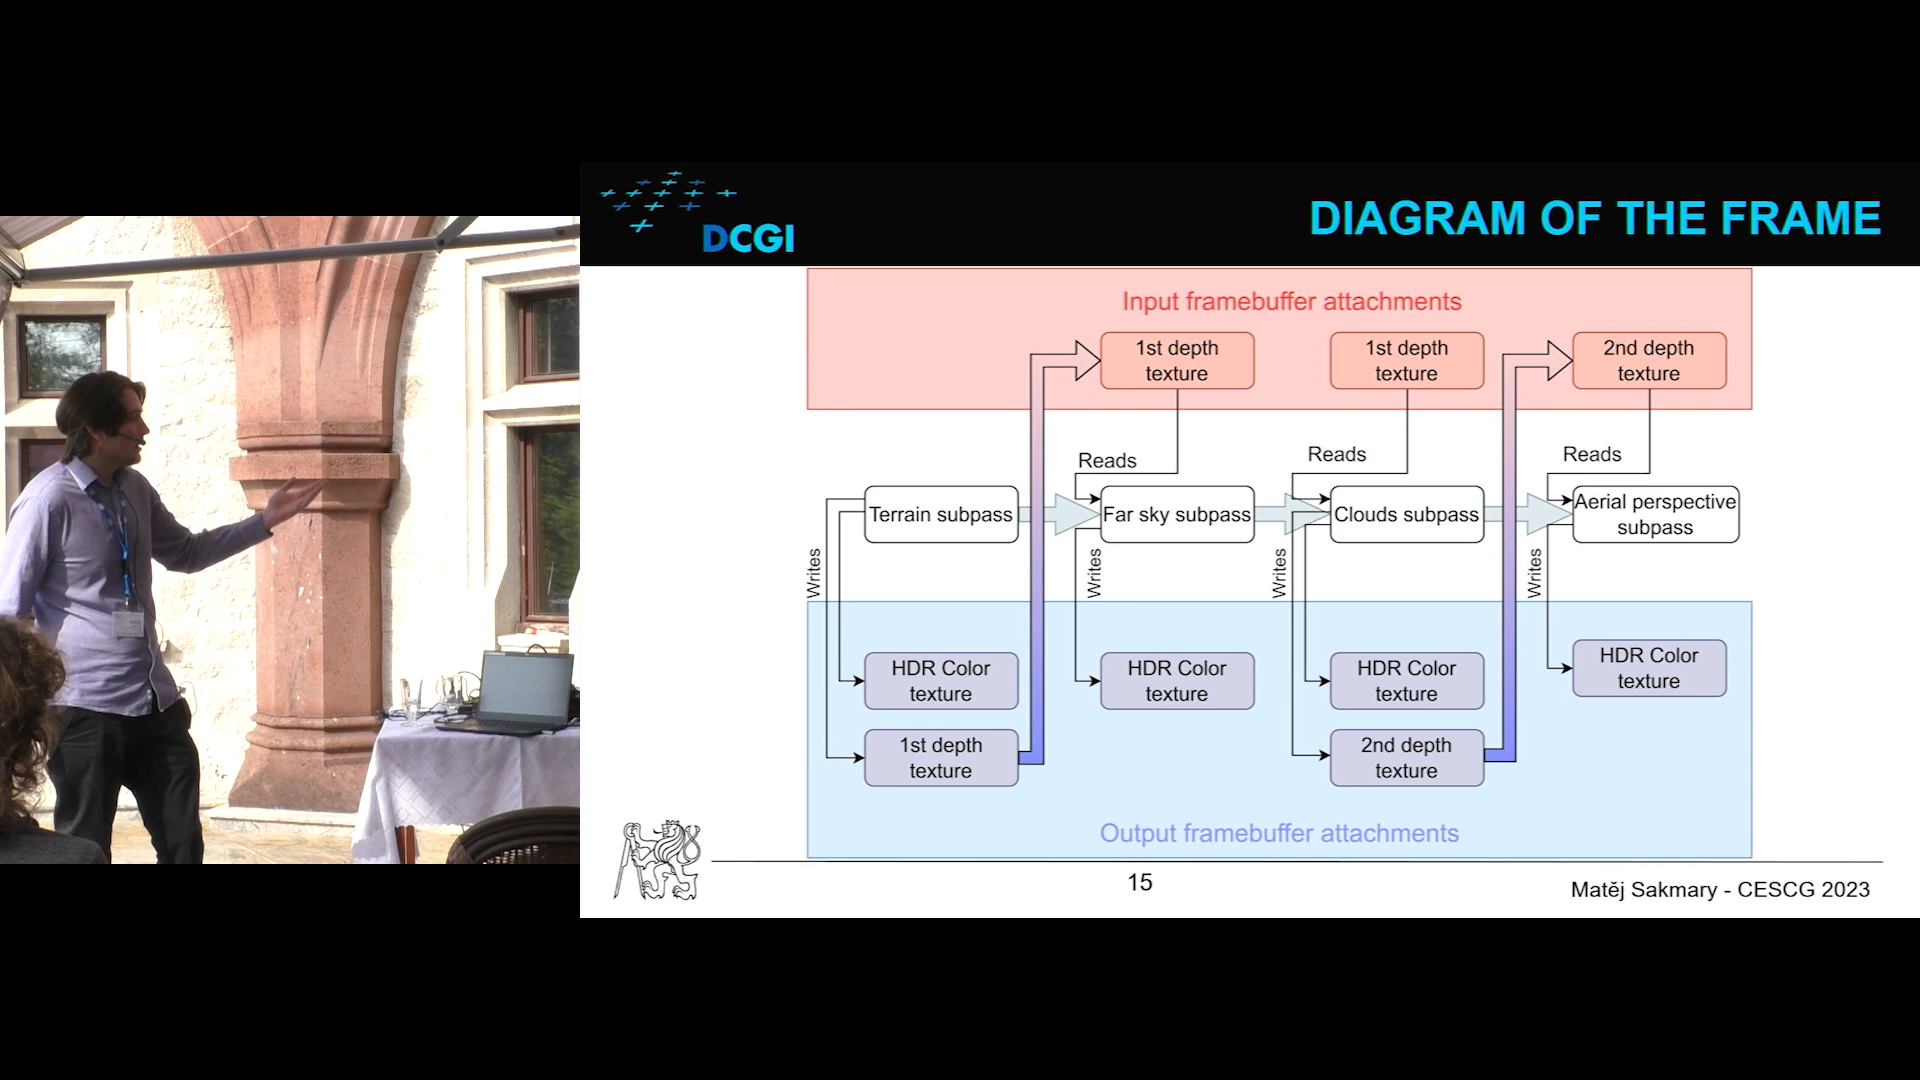 DCGI
DIAGRAM OF THE FRAME
Input framebuffer attachments
1st depth
texture
1st depth
texture
2nd depth
texture
Reads
Reads
Reads
Terrain subpass
Far sky subpass
Clouds subpass
Aerial perspective
subpass
Writes
Writes
Writes
Writes
HDR Color
texture
HDR Color
texture
HDR Color
texture
HDR Color
texture
1st depth
texture
2nd depth
texture
Output framebuffer attachments
15
Matěj Sakmary - CESCG 2023